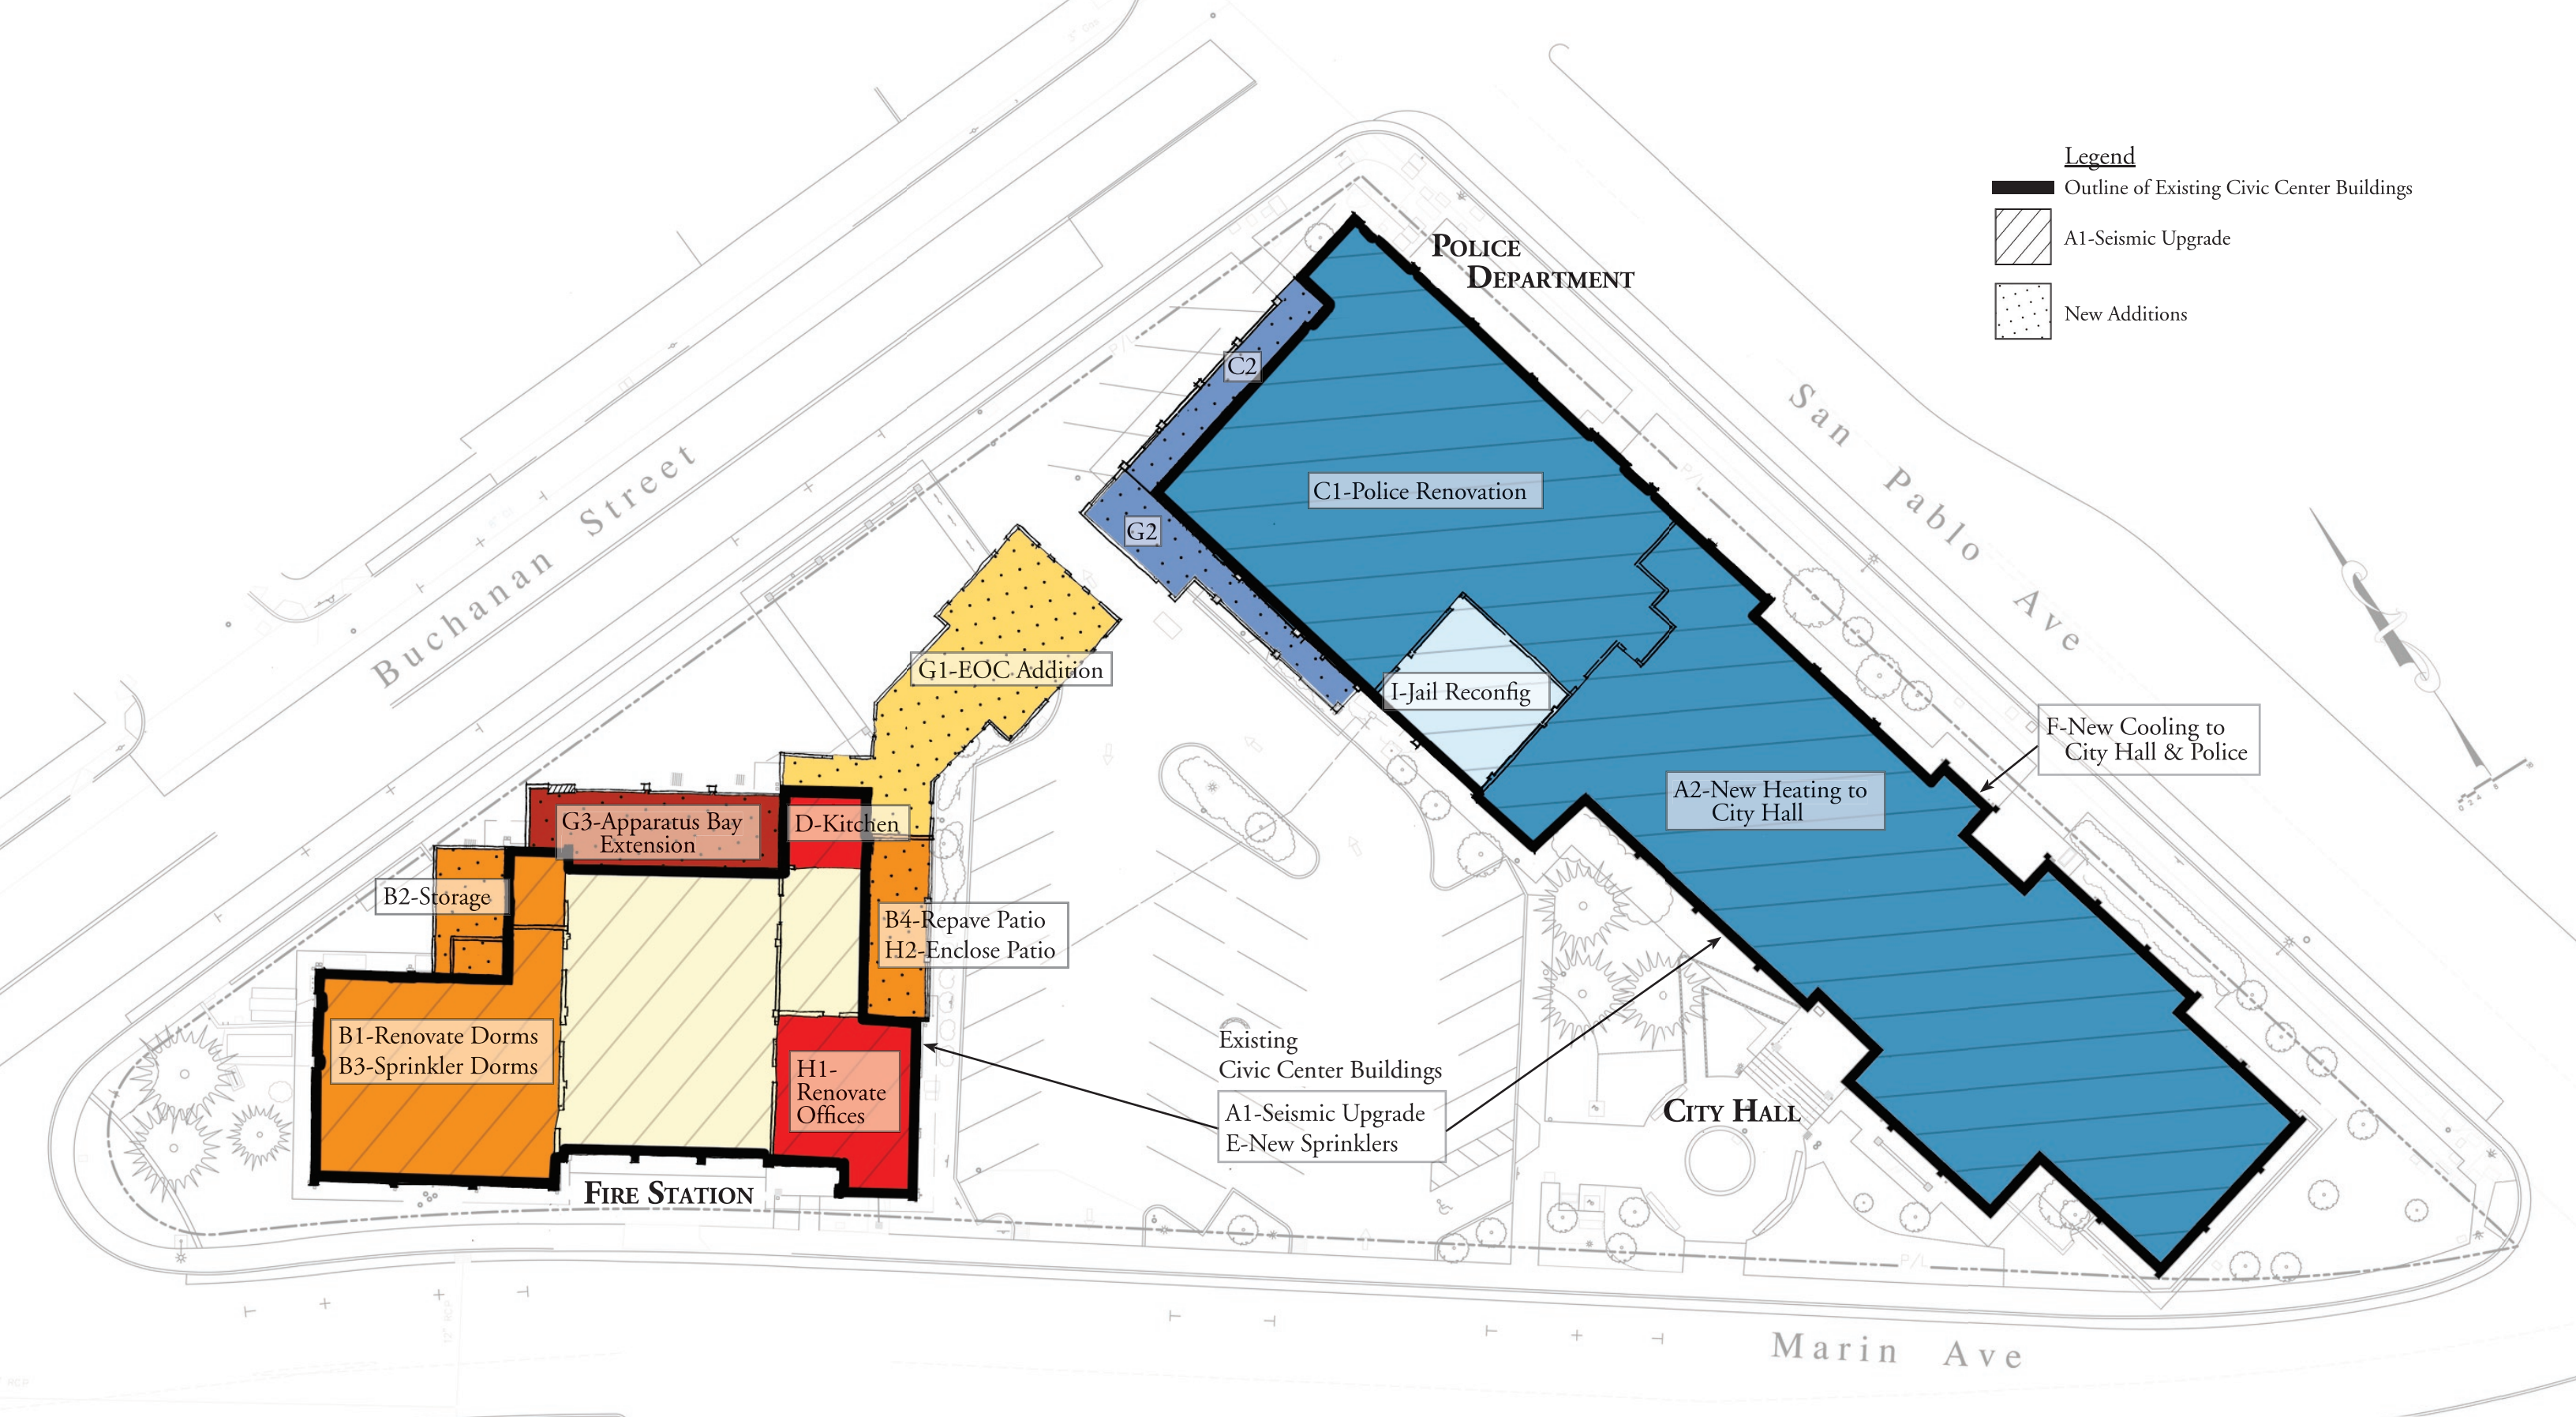 Legend
Outline of Existing Civic Center Buildings
A1-Seismic Upgrade
New Additions
POLICE
DEPARTMENT
San Pablo Ave
Buchanan Street
C2
G2
C1-Police Renovation
P/L
P/L
G1-EOC Addition
I-Jail Reconfig
F-New Cooling to
City Hall & Police
A2-New Heating to
City Hall
G3-Apparatus Bay
Extension
D-Kitchen
B2-Storage
B4-Repave Patio
H2-Enclose Patio
B1-Renovate Dorms
B3-Sprinkler Dorms
H1-
Renovate
Offices
Existing
Civic Center Buildings
A1-Seismic Upgrade
E-New Sprinklers
CITY HALL
FIRE STATION
P/L
Marin Ave
12" RCP